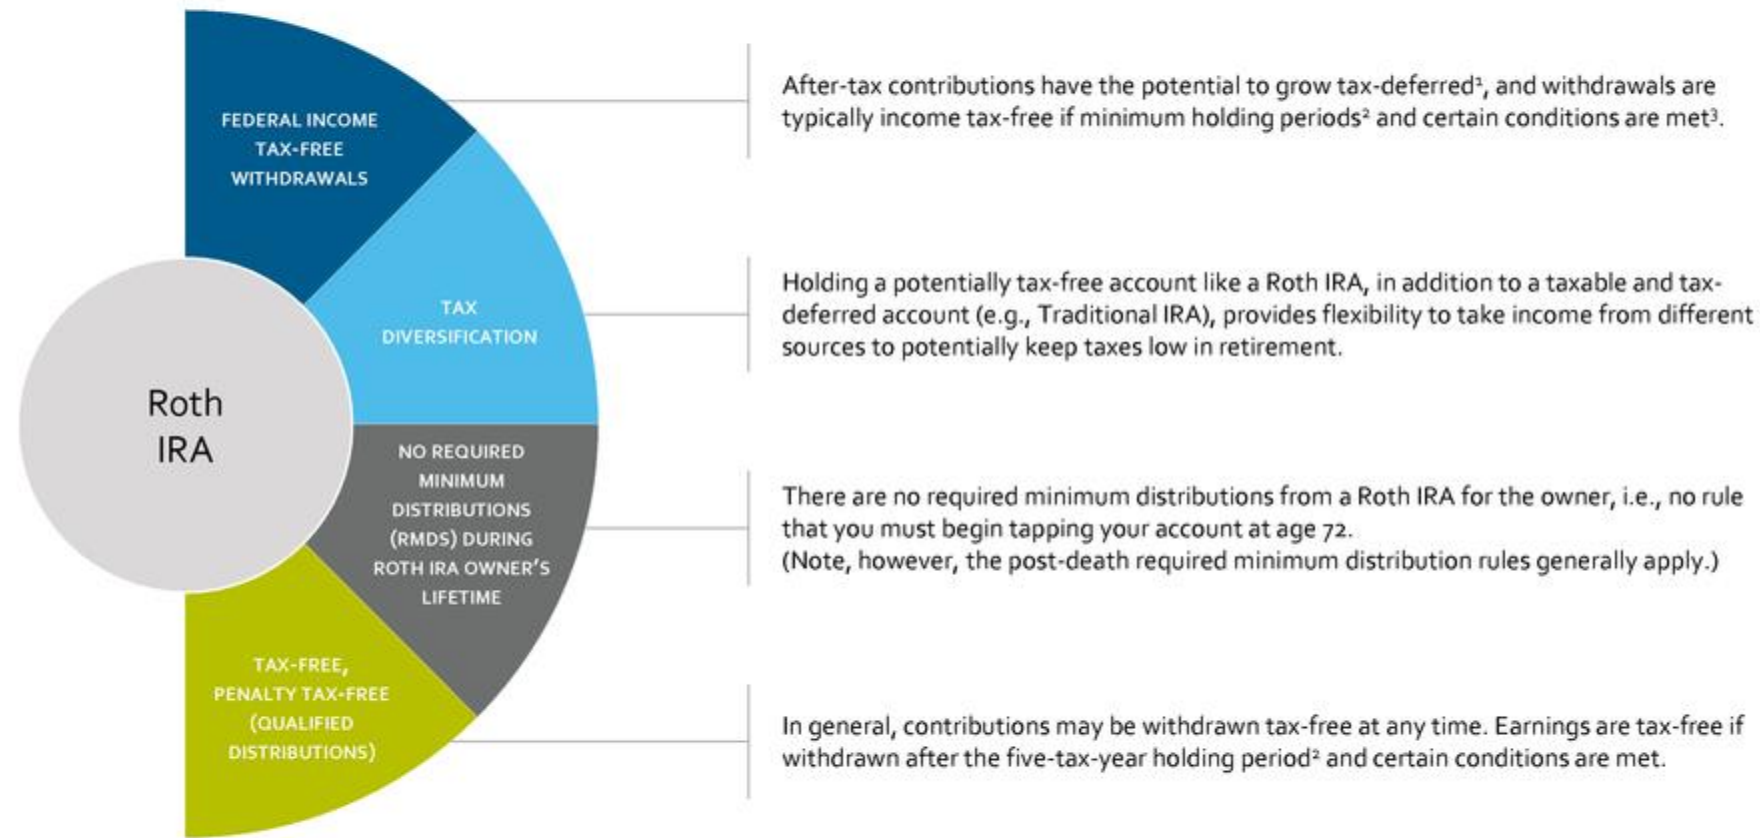 Roth
IRA
FEDERAL INCOME
TAX-FREE
WITHDRAWALS
After-tax contributions have the potential to grow tax-deferred¹, and withdrawals are
typically income tax-free if minimum holding periods² and certain conditions are met³.
TAX
DIVERSIFICATION
Holding a potentially tax-free account like a Roth IRA, in addition to a taxable and tax-
deferred account (e.g., Traditional IRA), provides flexibility to take income from different
sources to potentially keep taxes low in retirement.
NO REQUIRED
MINIMUM
DISTRIBUTIONS
(RMDS) DURING
ROTH IRA OWNER'S
LIFETIME
There are no required minimum distributions from a Roth IRA for the owner, i.e., no rule
that you must begin tapping your account at age 72.
(Note, however, the post-death required minimum distribution rules generally apply.)
TAX-FREE,
PENALTY TAX-FREE
(QUALIFIED
DISTRIBUTIONS)
In general, contributions may be withdrawn tax-free at any time. Earnings are tax-free if
withdrawn after the five-tax-year holding period² and certain conditions are met.